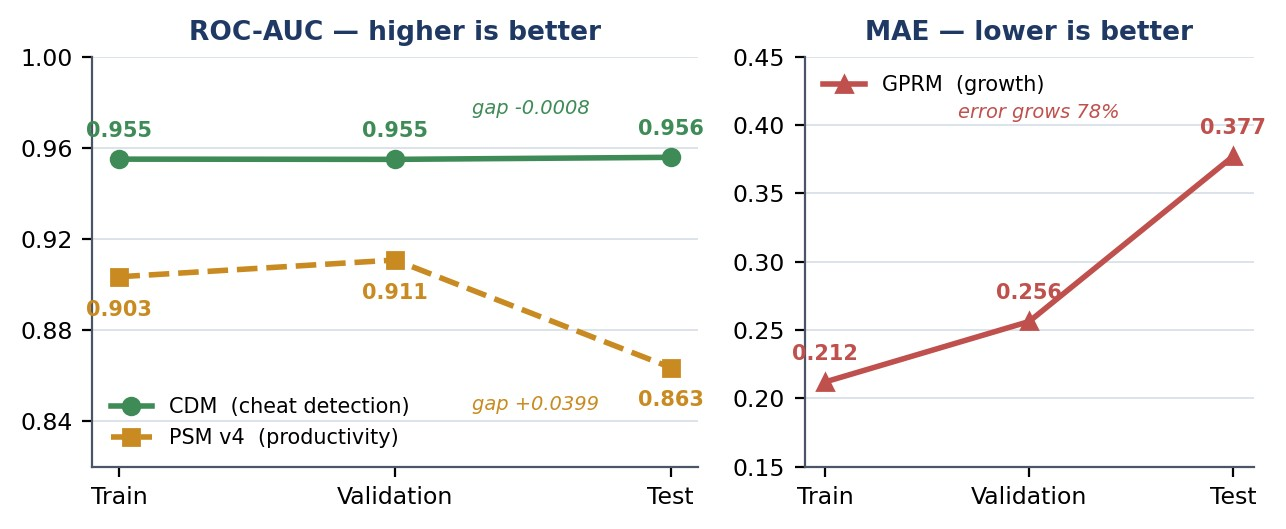 ROC-AUC — higher is better
1.00
0.96
0.92
0.88
0.84
gap -0.0008
0.955
0.955
0.956
0.903
0.911
0.863
gap +0.0399
CDM (cheat detection)
PSM v4 (productivity)
Train
Validation
Test
MAE — lower is better
0.45
0.40
0.35
0.30
0.25
0.20
0.15
GPRM (growth)
error grows 78%
0.377
0.256
0.212
Train
Validation
Test